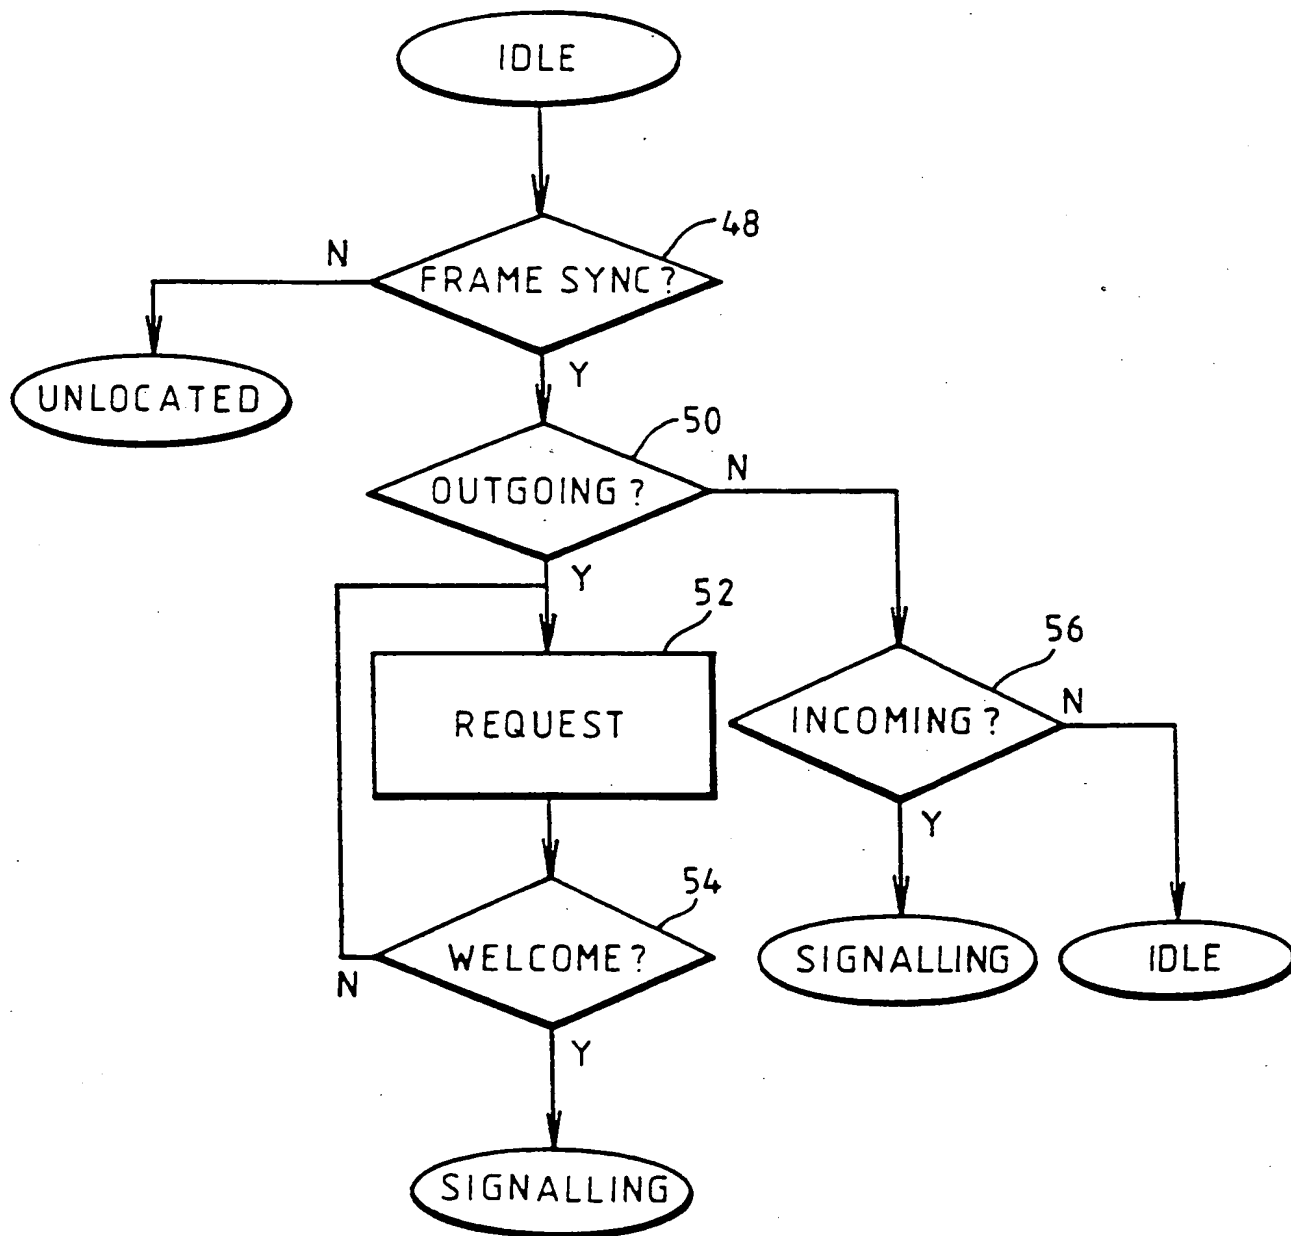 IDLE
48
N
FRAME SYNC?
Y
UNLOCATED
50
N
OUTGOING?
Y
52
56
REQUEST
INCOMING?
N
Y
54
WELCOME?
N
SIGNALLING
IDLE
Y
SIGNALLING